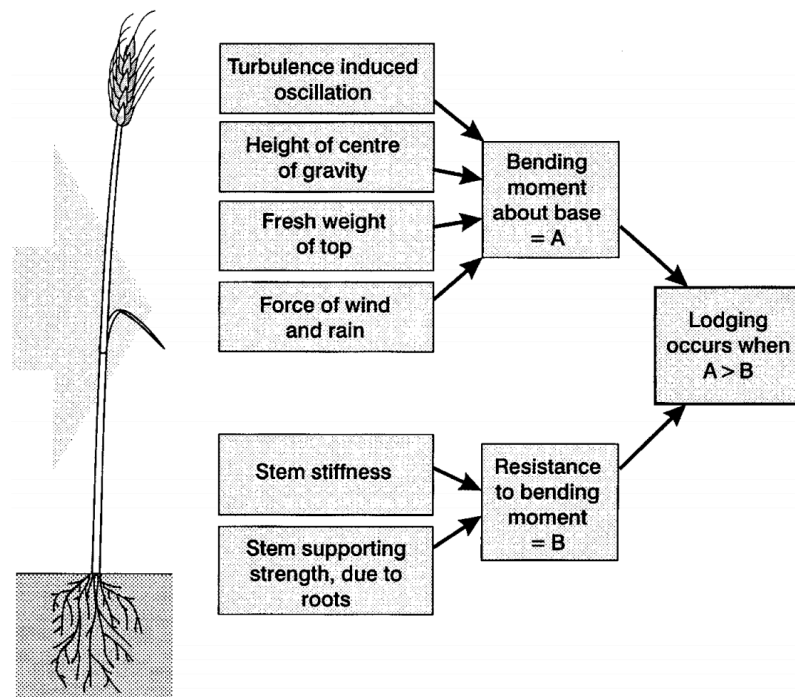 Turbulence induced
oscillation
Height of centre
of gravity
Fresh weight
of top
Force of wind
and rain
Bending
moment
about base
= A
Lodging
occurs when
A > B
Stem stiffness
Stem supporting
strength, due to
roots
Resistance
to bending
moment
= B